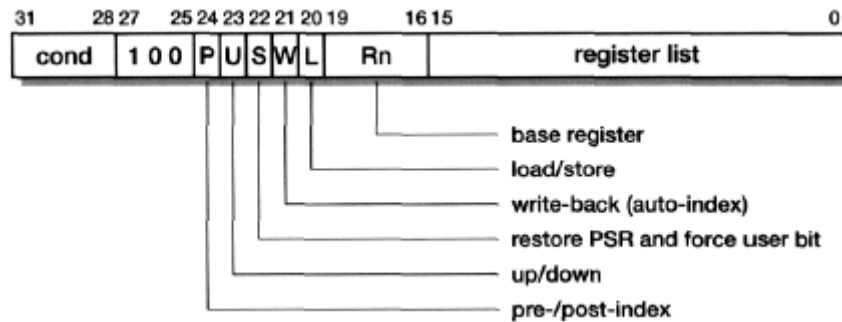 31 28 27 25 24 23 22 21 20 19 16 15 0
cond 1 0 0 P U S W L Rn register list
base register
load/store
write-back (auto-index)
restore PSR and force user bit
up/down
pre-/post-index